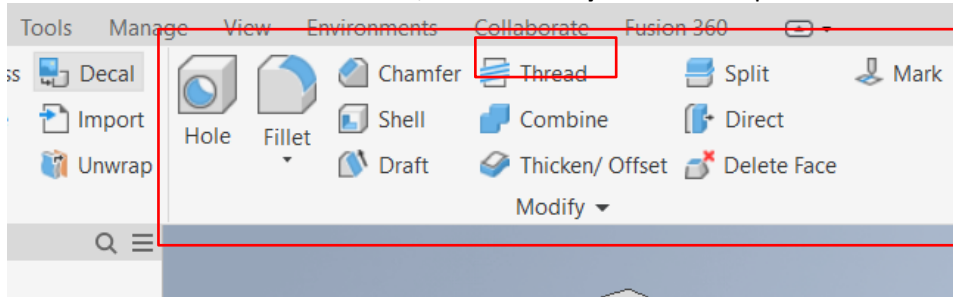 Tools Manage View Environments Collaborate Fusion 360
ss Decal Chamfer Thread Split Mark
Import Hole Fillet Shell Combine Direct
Unwrap Draft Thicken/ Offset Delete Face
Modify